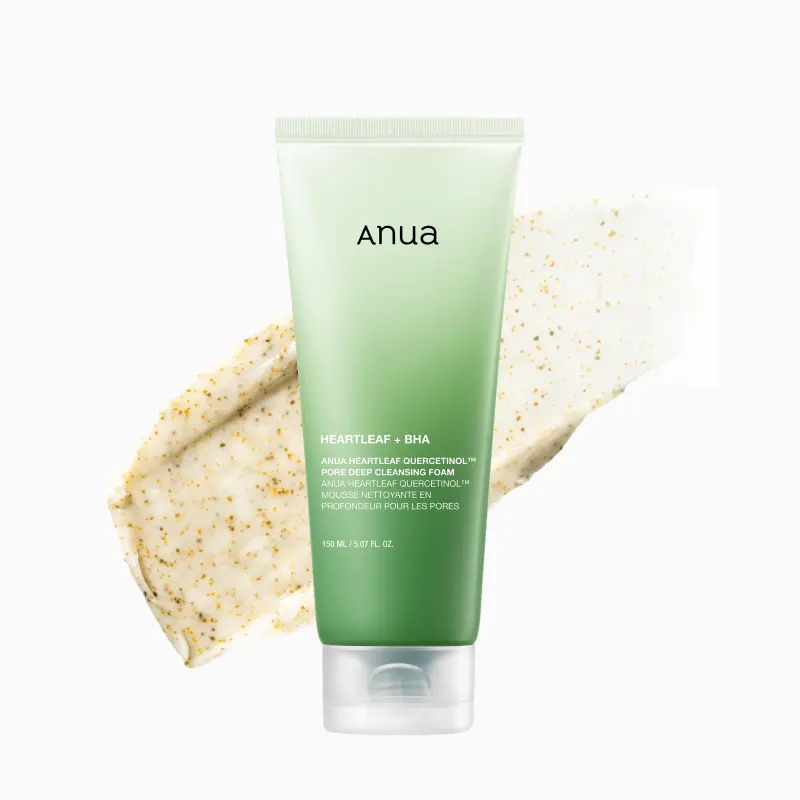 Anua
HEARTLEAF + BHA
ANUA HEARTLEAF QUERCETINOL™
PORE DEEP CLEANSING FOAM
ANUA HEARTLEAF QUERCETINOL™
MOUSSE NETTOYANTE EN
PROFONDEUR POUR LES PORES
150 ML / 5.07 FL. OZ.